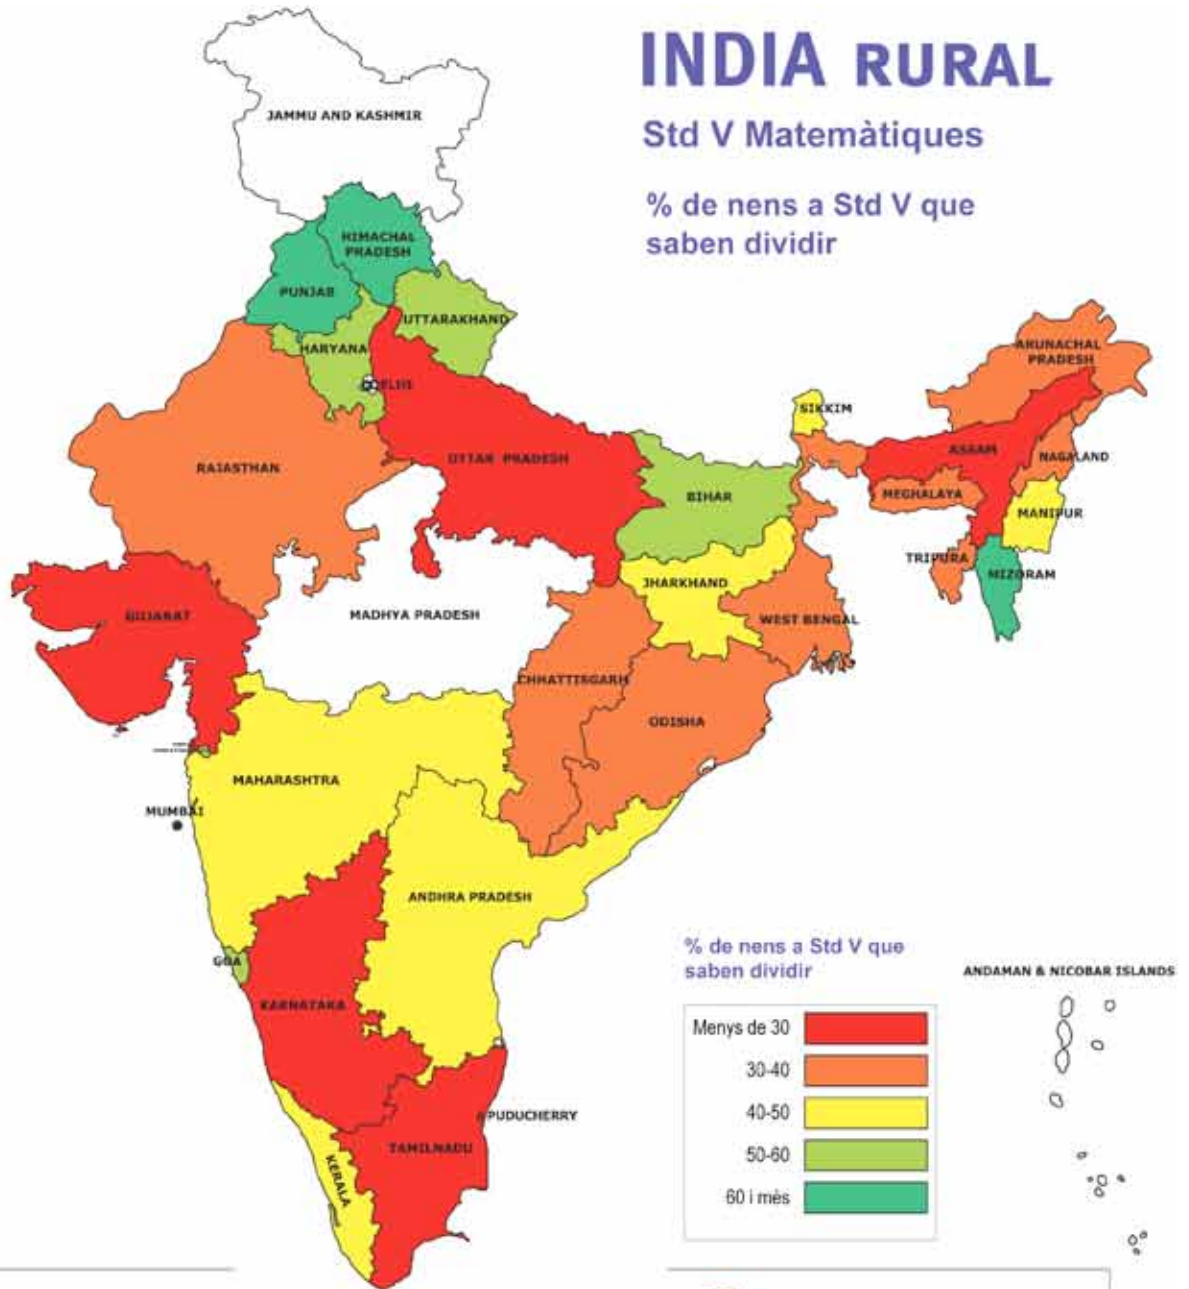 INDIA RURAL
Std V Matemàtiques
% de nens a Std V que
saben dividir
JAMMU AND KASHMIR
HIMACHAL
PRADESH
PUNJAB
UTTARAKHAND
HARYANA
DELHI
ARUNACHAL
PRADESH
SIKKIM
RAJASTHAN
UTTAR PRADESH
ASSAM
NAGALAND
BIHAR
MEGHALAYA
MANIPUR
TRIPURA
MIZORAM
JHARKHAND
GUJARAT
MADHYA PRADESH
WEST BENGAL
CHHATTISGARH
ODISHA
MAHARASHTRA
MUMBAI
ANDHRA PRADESH
GOA
KARNATAKA
PUDUCHERRY
TAMILNADU
KERALA
% de nens a Std V que
saben dividir
Menys de 30
30-40
40-50
50-60
60 i mès
ANDAMAN & NICOBAR ISLANDS